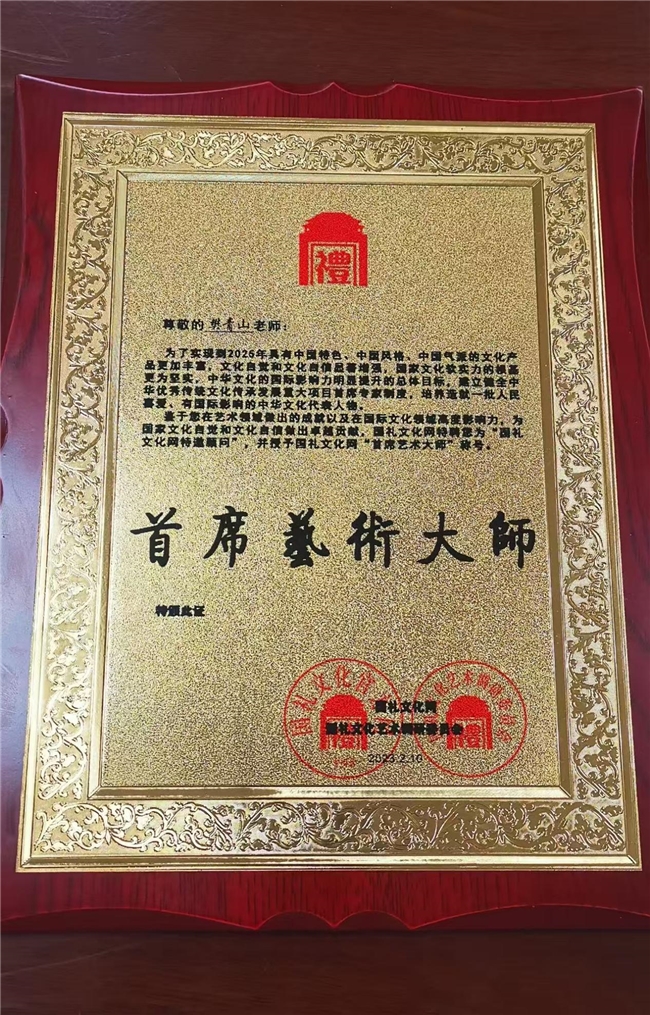 禮
尊敬的 樊青山 老师：
为了实现到2025年具有中国特色、中国风格、中国气派的文化产
品更加丰富，文化自觉和文化自信显著增强，国家文化软实力的根基
更为坚实，中华文化的国际影响力明显提升的总体目标，建立健全中
华优秀传统文化传承发展重大项目首席专家制度，培养造就一批人民
喜爱、有国际影响的中华文化代表人物。
鉴于您在艺术领域做出的成就以及在国际文化领域高度影响力，为
国家文化自觉和文化自信做出卓越贡献，国礼文化网特聘您为“国礼
文化网特邀顾问”，并授予国礼文化网“首席艺术大师”称号。
首席藝術大師
特颁此证
国礼文化网
国礼文化艺术调研委员会
2023.2.10